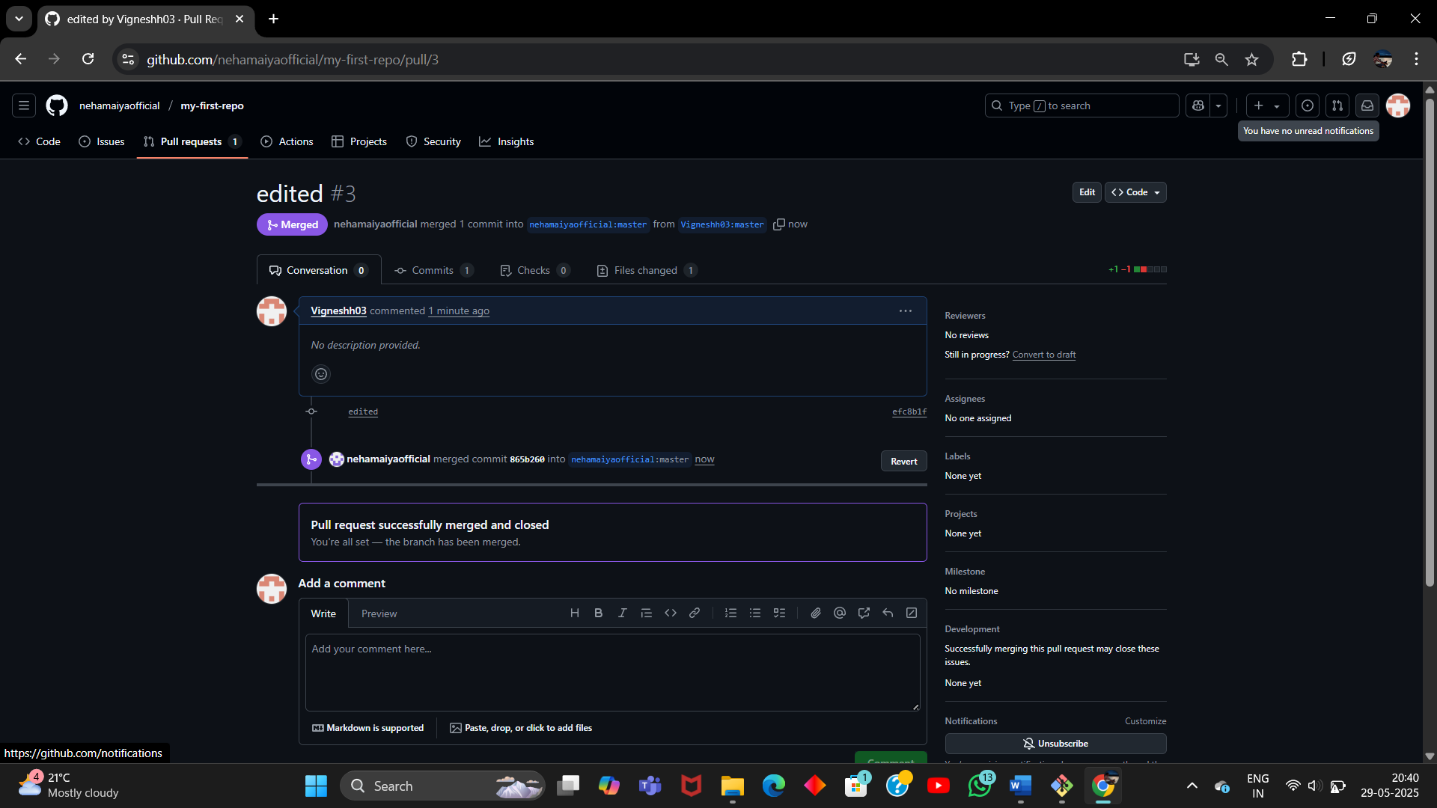 edited by Vigneshh03 · Pull Req
github.com/nehamaiyaofficial/my-first-repo/pull/3
nehamaiyaofficial / my-first-repo
Type / to search
Code
Issues
Pull requests 1
Actions
Projects
Security
Insights
You have no unread notifications
edited #3
Edit
Code
Merged
nehamaiyaofficial merged 1 commit into nehamaiyaofficial:master from Vigneshh03:master now
Conversation 0
Commits 1
Checks 0
Files changed 1
+1 −1
Vigneshh03 commented 1 minute ago
No description provided.
edited
efc8b1f
nehamaiyaofficial merged commit 865b260 into nehamaiyaofficial:master now
Revert
Pull request successfully merged and closed
You're all set — the branch has been merged.
Add a comment
Write
Preview
Add your comment here...
Markdown is supported
Paste, drop, or click to add files
Comment
Reviewers
No reviews
Still in progress? Convert to draft
Assignees
No one assigned
Labels
None yet
Projects
None yet
Milestone
No milestone
Development
Successfully merging this pull request may close these
issues.
None yet
Notifications
Customize
Unsubscribe
https://github.com/notifications
4
21°C
Mostly cloudy
Search
1
13
ENG
IN
20:40
29-05-2025